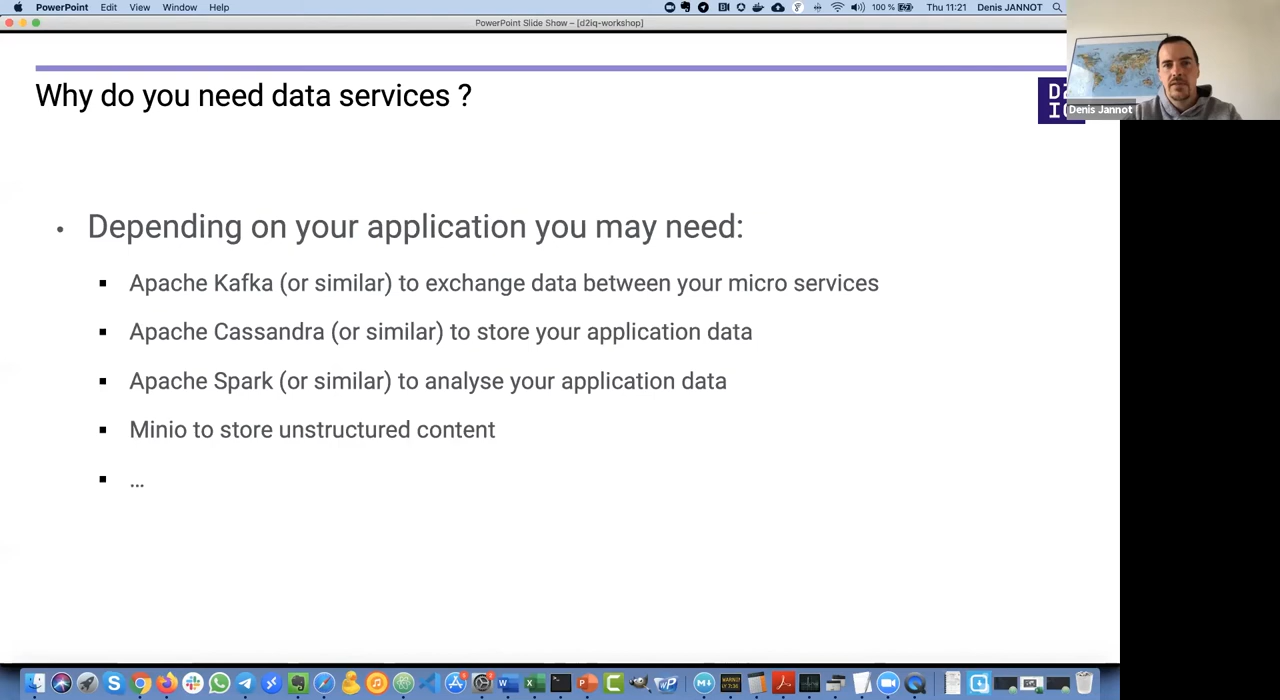 PowerPoint Edit View Window Help
100 % Thu 11:21 Denis JANNOT
PowerPoint Slide Show – [d2iq-workshop]
Why do you need data services ?
Denis Jannot
• Depending on your application you may need:
▪ Apache Kafka (or similar) to exchange data between your micro services
▪ Apache Cassandra (or similar) to store your application data
▪ Apache Spark (or similar) to analyse your application data
▪ Minio to store unstructured content
▪ ...